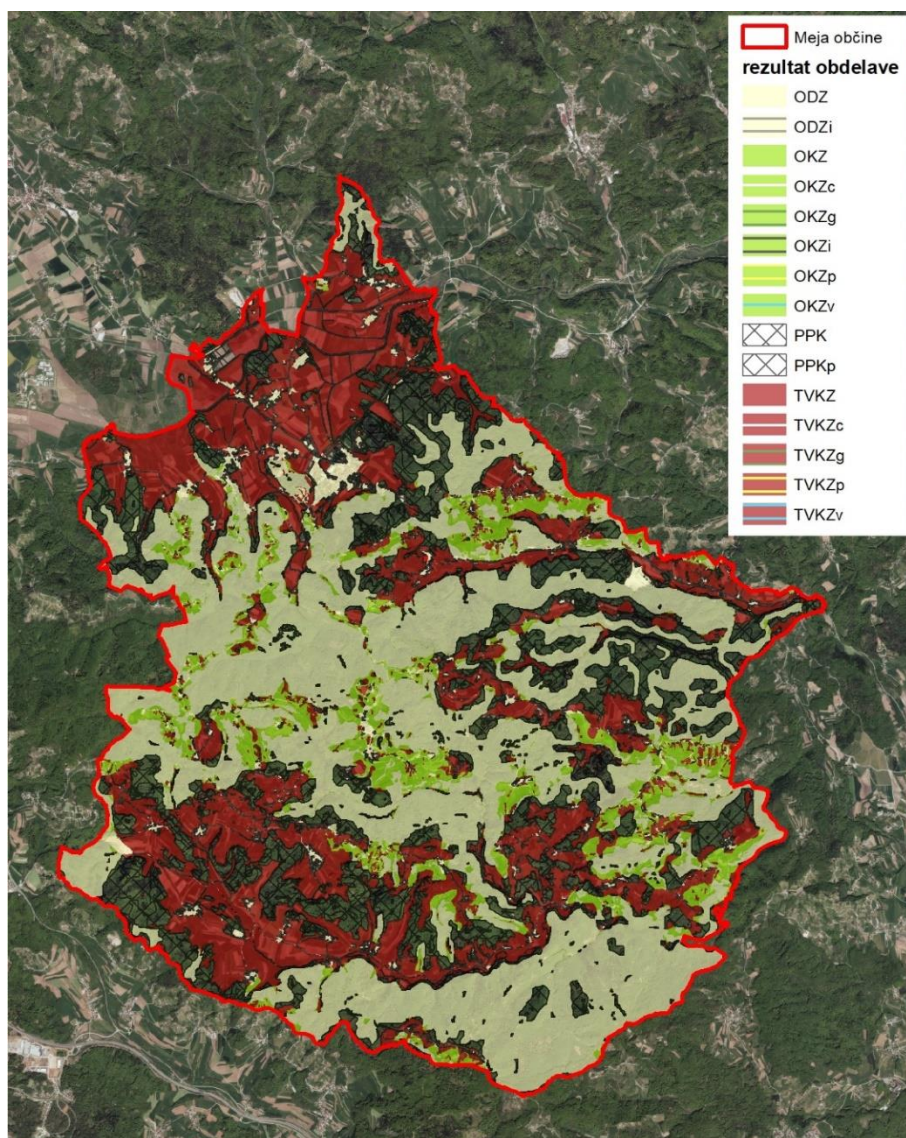 Meja občine
rezultat obdelave
ODZ
ODZi
OKZ
OKZc
OKZg
OKZi
OKZp
OKZv
PPK
PPKp
TVKZ
TVKZc
TVKZg
TVKZp
TVKZv